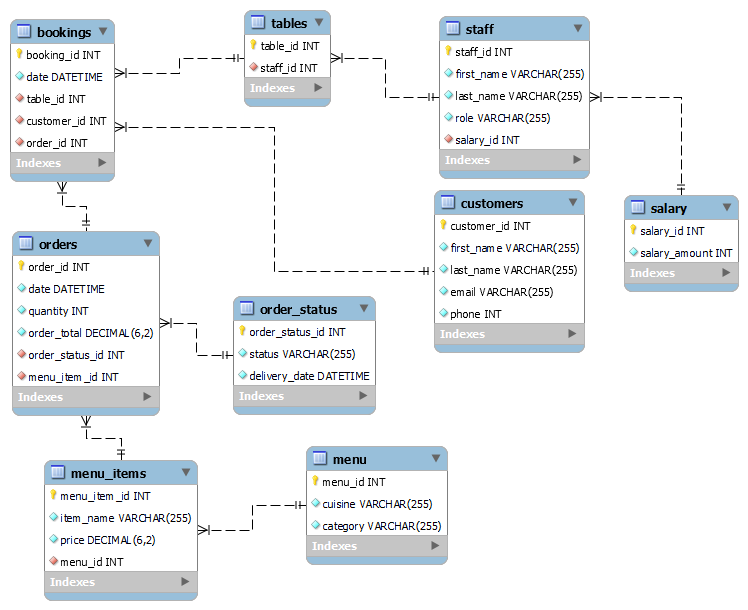 bookings
booking_id INT
date DATETIME
table_id INT
customer_id INT
order_id INT
Indexes
tables
table_id INT
staff_id INT
Indexes
staff
staff_id INT
first_name VARCHAR(255)
last_name VARCHAR(255)
role VARCHAR(255)
salary_id INT
Indexes
customers
customer_id INT
first_name VARCHAR(255)
last_name VARCHAR(255)
email VARCHAR(255)
phone INT
Indexes
salary
salary_id INT
salary_amount INT
Indexes
orders
order_id INT
date DATETIME
quantity INT
order_total DECIMAL(6,2)
order_status_id INT
menu_item_id INT
Indexes
order_status
order_status_id INT
status VARCHAR(255)
delivery_date DATETIME
Indexes
menu_items
menu_item_id INT
item_name VARCHAR(255)
price DECIMAL(6,2)
menu_id INT
Indexes
menu
menu_id INT
cuisine VARCHAR(255)
category VARCHAR(255)
Indexes